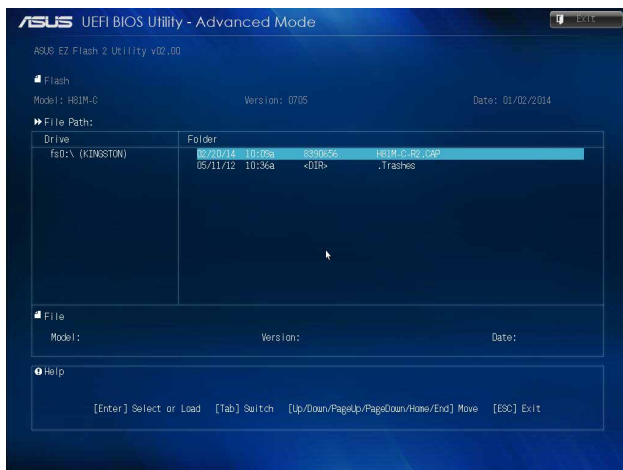 ASUS UEFI BIOS Utility - Advanced Mode
Exit
ASUS EZ Flash 2 Utility v02.00
Flash
Model: H81M-C Version: 0705 Date: 01/02/2014
File Path:
Drive Folder
fs0:\ (KINGSTON) 02/20/14 10:09a 8390656 H81M-C-R2.CAP
05/11/12 10:36a <DIR> .Trashes
File
Model: Version: Date:
Help
[Enter] Select or Load [Tab] Switch [Up/Down/PageUp/PageDown/Home/End] Move [ESC] Exit